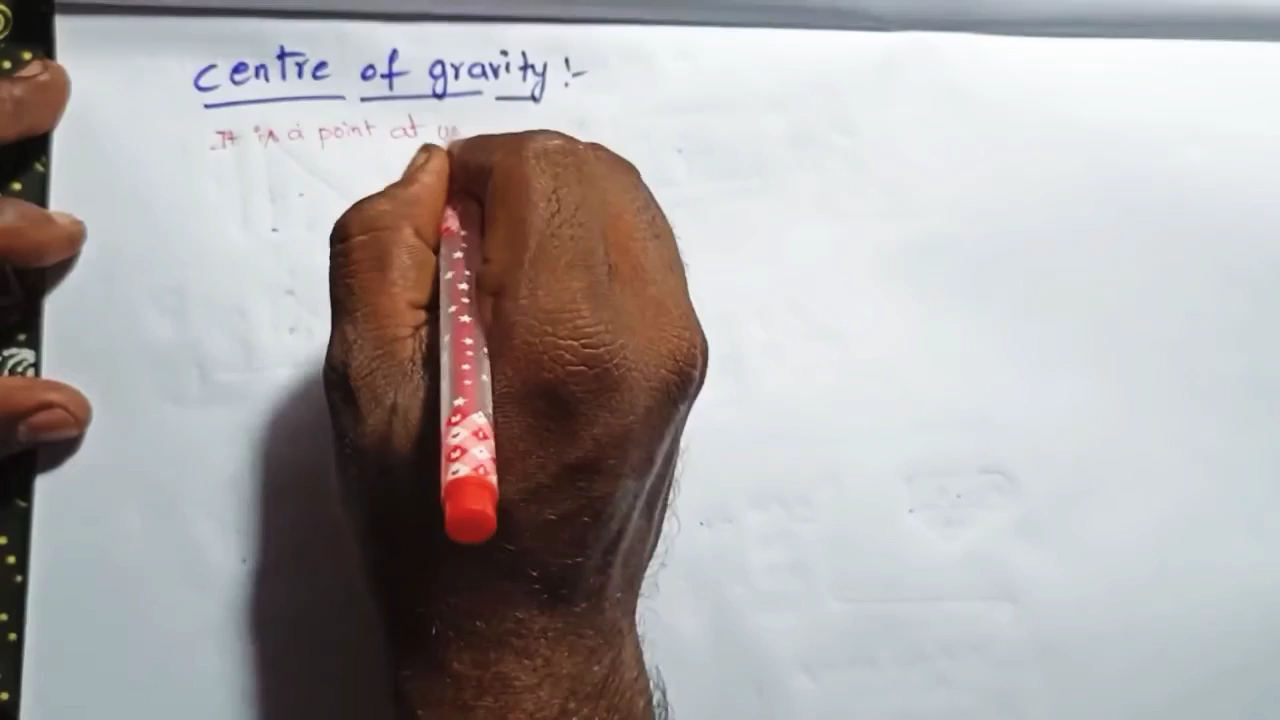 centre of gravity :-
It is a point at